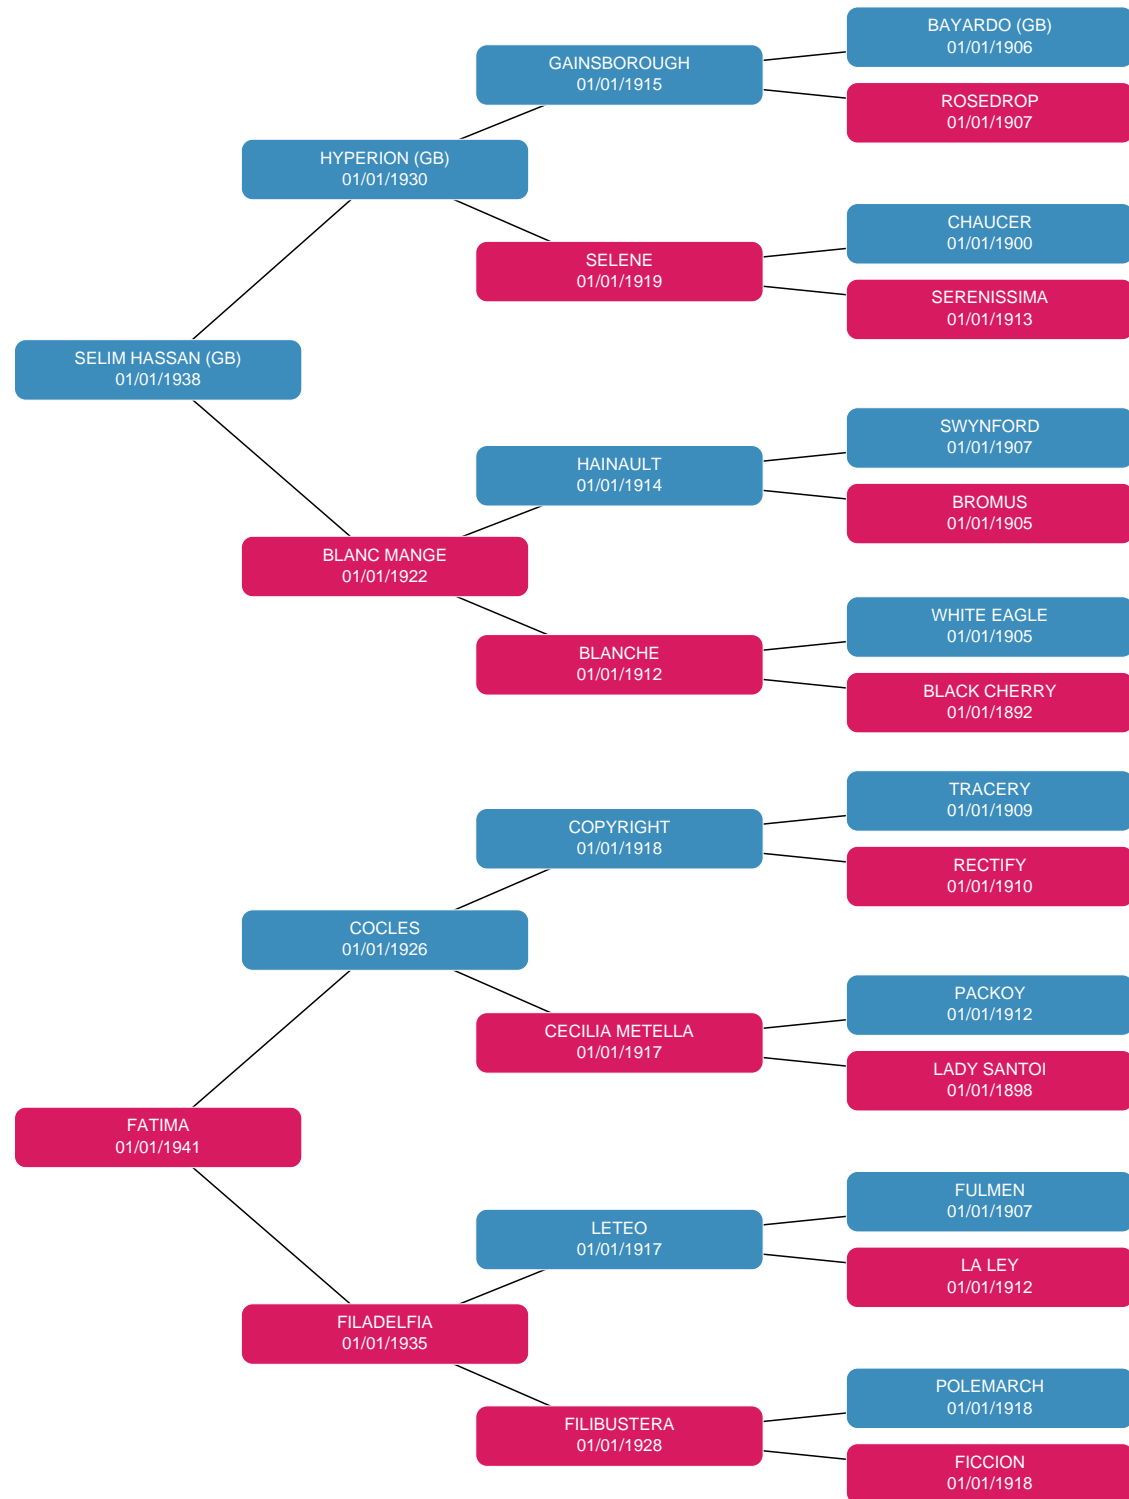 BAYARDO (GB)
01/01/1906
GAINSBOROUGH
01/01/1915
ROSEDROP
01/01/1907
HYPERION (GB)
01/01/1930
CHAUCER
01/01/1900
SELENE
01/01/1919
SERENISSIMA
01/01/1913
SELIM HASSAN (GB)
01/01/1938
SWYNFORD
01/01/1907
HAINAULT
01/01/1914
BROMUS
01/01/1905
BLANC MANGE
01/01/1922
WHITE EAGLE
01/01/1905
BLANCHE
01/01/1912
BLACK CHERRY
01/01/1892
TRACERY
01/01/1909
COPYRIGHT
01/01/1918
RECTIFY
01/01/1910
COCLES
01/01/1926
PACKOY
01/01/1912
CECILIA METELLA
01/01/1917
LADY SANTOI
01/01/1898
FATIMA
01/01/1941
FULMEN
01/01/1907
LETEO
01/01/1917
LA LEY
01/01/1912
FILADELFIA
01/01/1935
POLEMARCH
01/01/1918
FILIBUSTERA
01/01/1928
FICCION
01/01/1918